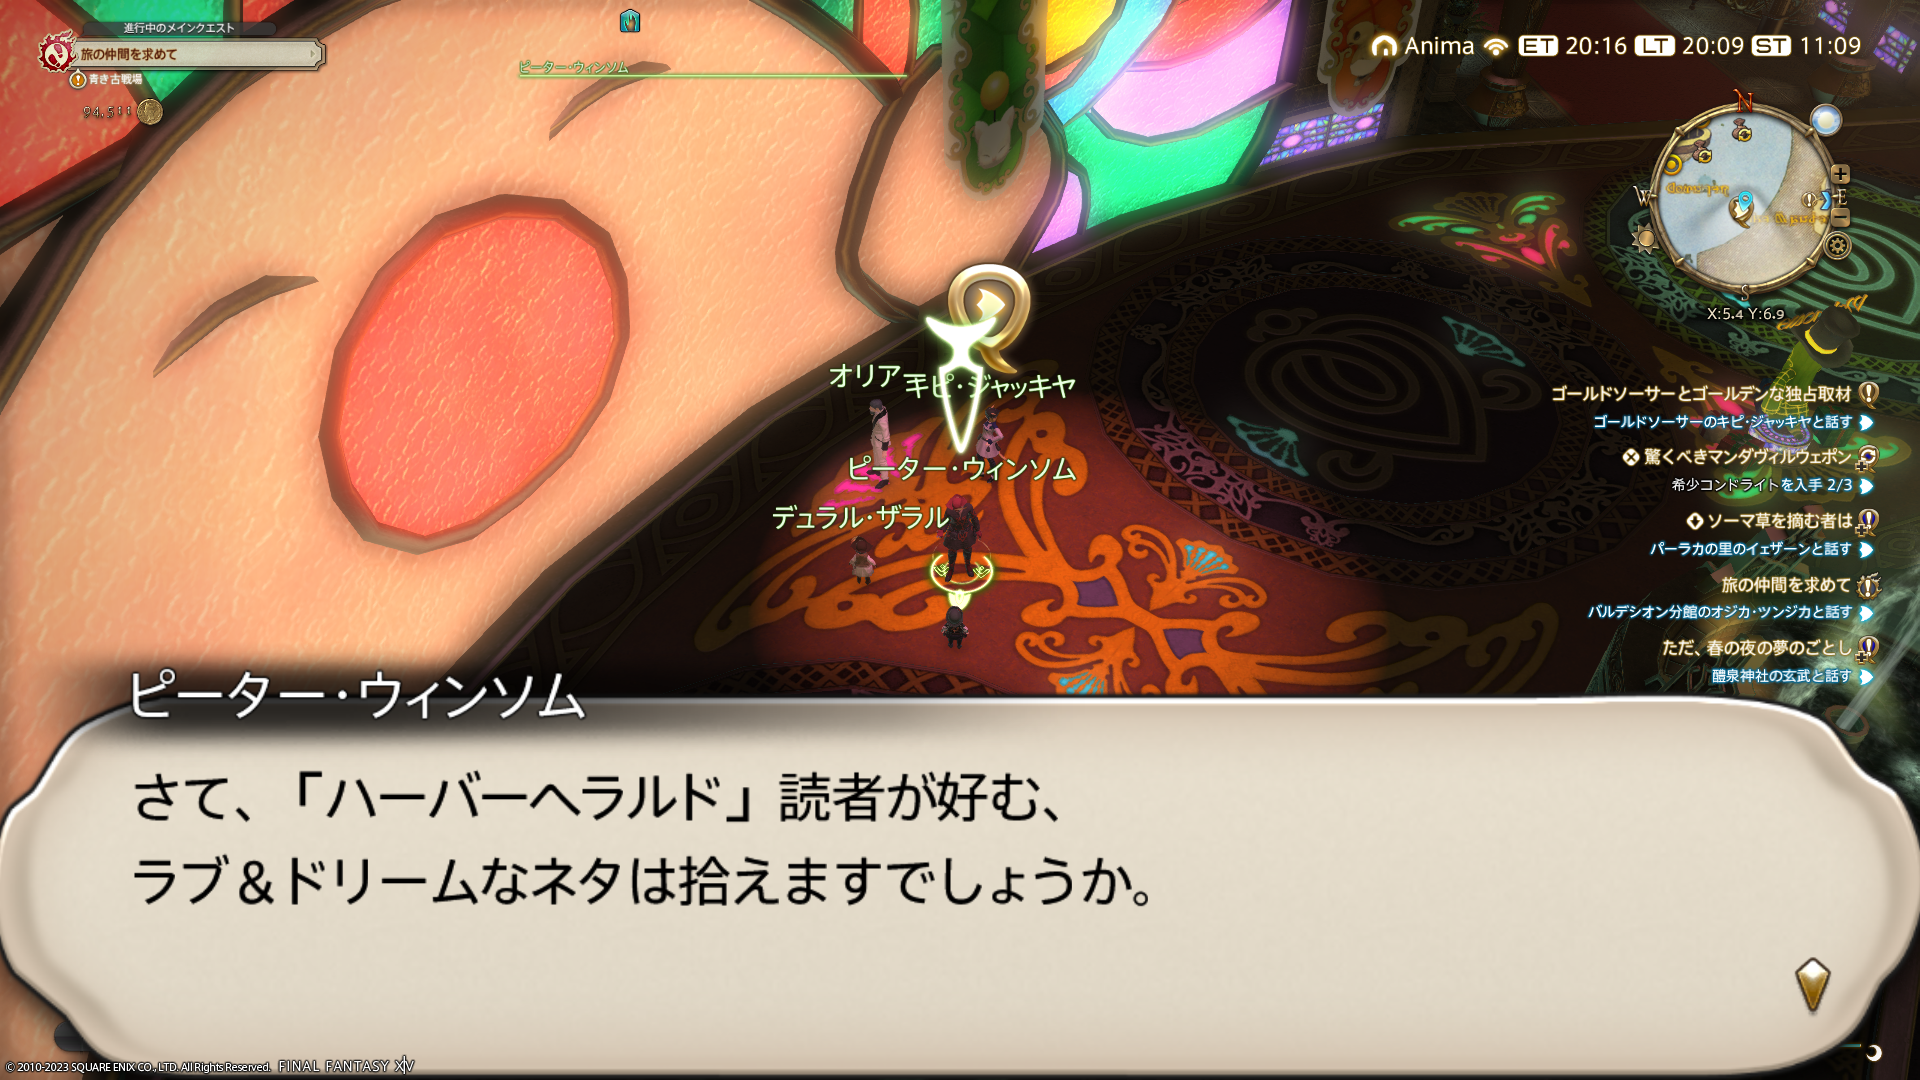 進行中のメインクエスト
旅の仲間を求めて
青き古戦場
94,511
ピーター・ウィンソム
Anima ET 20:16 LT 20:09 ST 11:09
N
W
E
S
X:5.4 Y:6.9
ゴールドソーサーとゴールデンな独占取材
ゴールドソーサーのキピ・ジャッキヤと話す
驚くべきマンダヴィルウェポン
希少コンドライトを入手 2/3
ソーマ草を摘む者は
パーラカの里のイェザーンと話す
旅の仲間を求めて
バルデシオン分館のオジカ・ツンジカと話す
ただ、春の夜の夢のごとし
醴泉神社の玄武と話す
オリアー
キピ・ジャッキヤ
ピーター・ウィンソム
デュラル・ザラル
ピーター・ウィンソム
さて、「ハーバーヘラルド」読者が好む、
ラブ＆ドリームなネタは拾えますでしょうか。
© 2010-2023 SQUARE ENIX CO., LTD. All Rights Reserved. FINAL FANTASY XIV